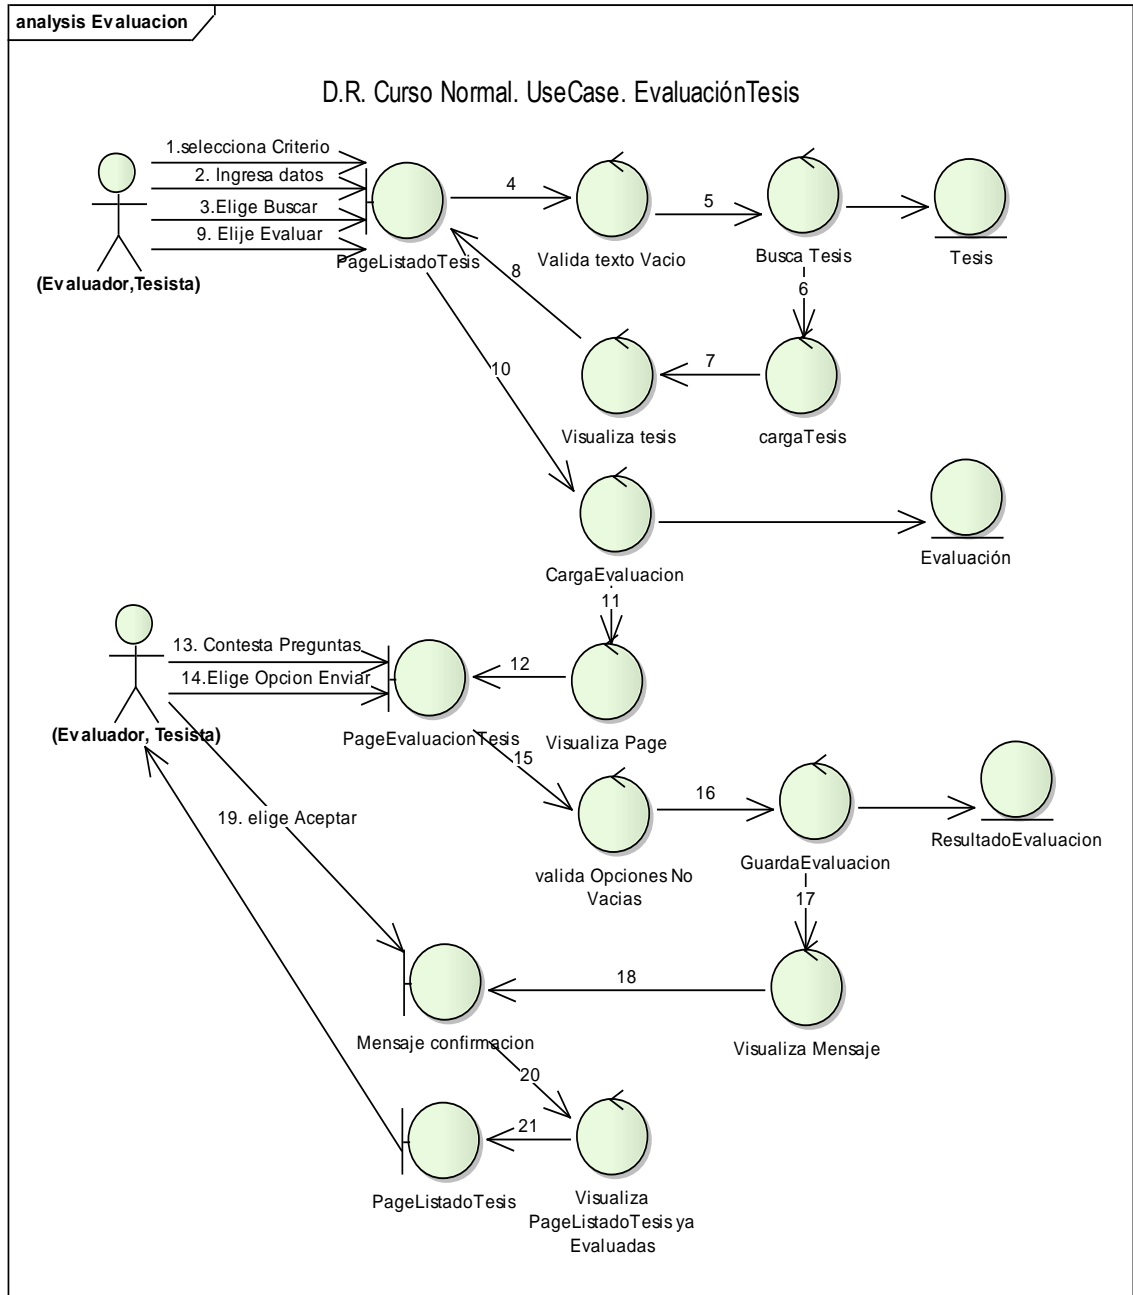 analysis Evaluacion
D.R. Curso Normal. UseCase. EvaluaciónTesis
1.selecciona Criterio
2. Ingresa datos
3.Elige Buscar
9. Elije Evaluar
(Evaluador,Tesista)
PageListadoTesis
4
Valida texto Vacio
5
Busca Tesis
Tesis
8
6
7
Visualiza tesis
cargaTesis
10
CargaEvaluacion
Evaluación
11
13. Contesta Preguntas
14.Elige Opcion Enviar
12
(Evaluador, Tesista)
PageEvaluacionTesis
Visualiza Page
15
16
valida Opciones No
Vacias
GuardaEvaluacion
ResultadoEvaluacion
19. elige Aceptar
17
18
Mensaje confirmacion
Visualiza Mensaje
20
21
PageListadoTesis
Visualiza
PageListadoTesis ya
Evaluadas